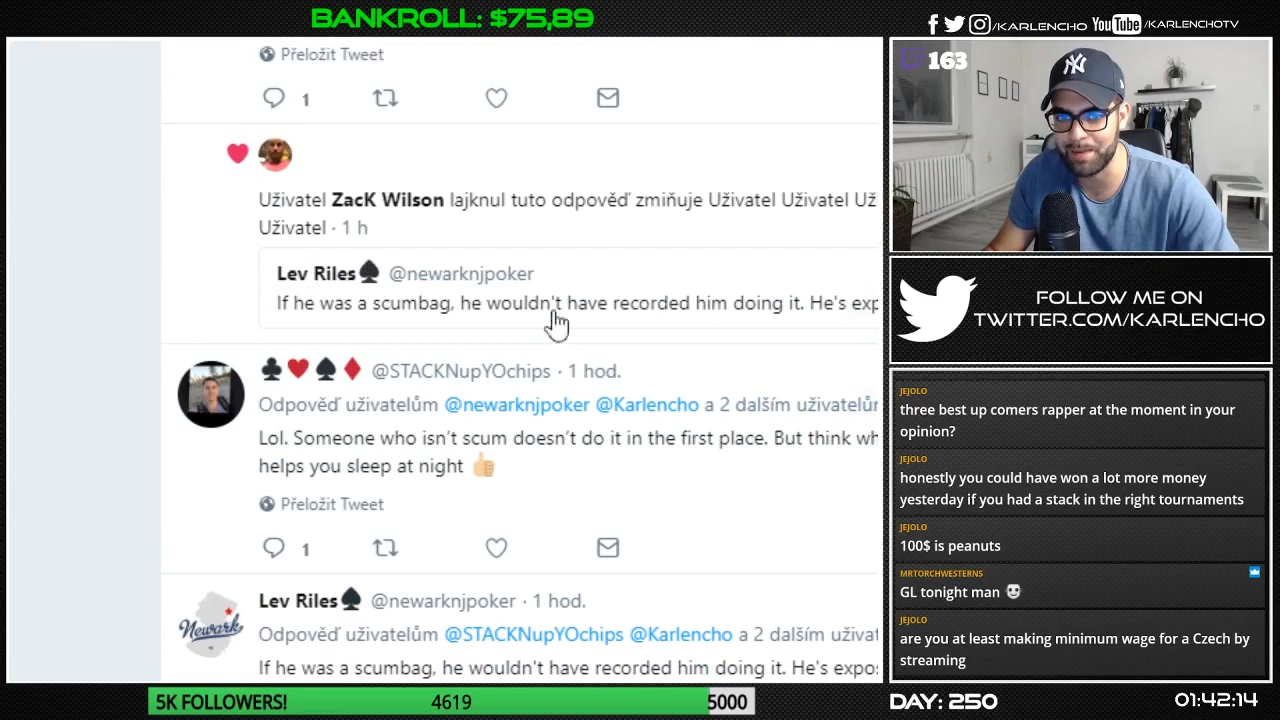 BANKROLL: $75,89
/KARLENCHO YouTube /KARLENCHOTV
Přeložit Tweet
1
Uživatel ZacK Wilson lajknul tuto odpověď zmiňuje Uživatel Uživatel Už
Uživatel · 1 h
Lev Riles♠ @newarknjpoker
If he was a scumbag, he wouldn't have recorded him doing it. He's exp
♣♥♠♦ @STACKNupYOchips · 1 hod.
Odpověď uživatelům @newarknjpoker @Karlencho a 2 dalším uživatelům
Lol. Someone who isn't scum doesn't do it in the first place. But think wh
helps you sleep at night 👍
Přeložit Tweet
1
Newark
Lev Riles♠ @newarknjpoker · 1 hod.
Odpověď uživatelům @STACKNupYOchips @Karlencho a 2 dalším uživat
If he was a scumbag, he wouldn't have recorded him doing it. He's expos
163
NY
FOLLOW ME ON
TWITTER.COM/KARLENCHO
JEJOLO
three best up comers rapper at the moment in your
opinion?
JEJOLO
honestly you could have won a lot more money
yesterday if you had a stack in the right tournaments
JEJOLO
100$ is peanuts
MRTORCHWESTERNS
GL tonight man
JEJOLO
are you at least making minimum wage for a Czech by
streaming
5K FOLLOWERS! 4619 5000
DAY: 250 01:42:14